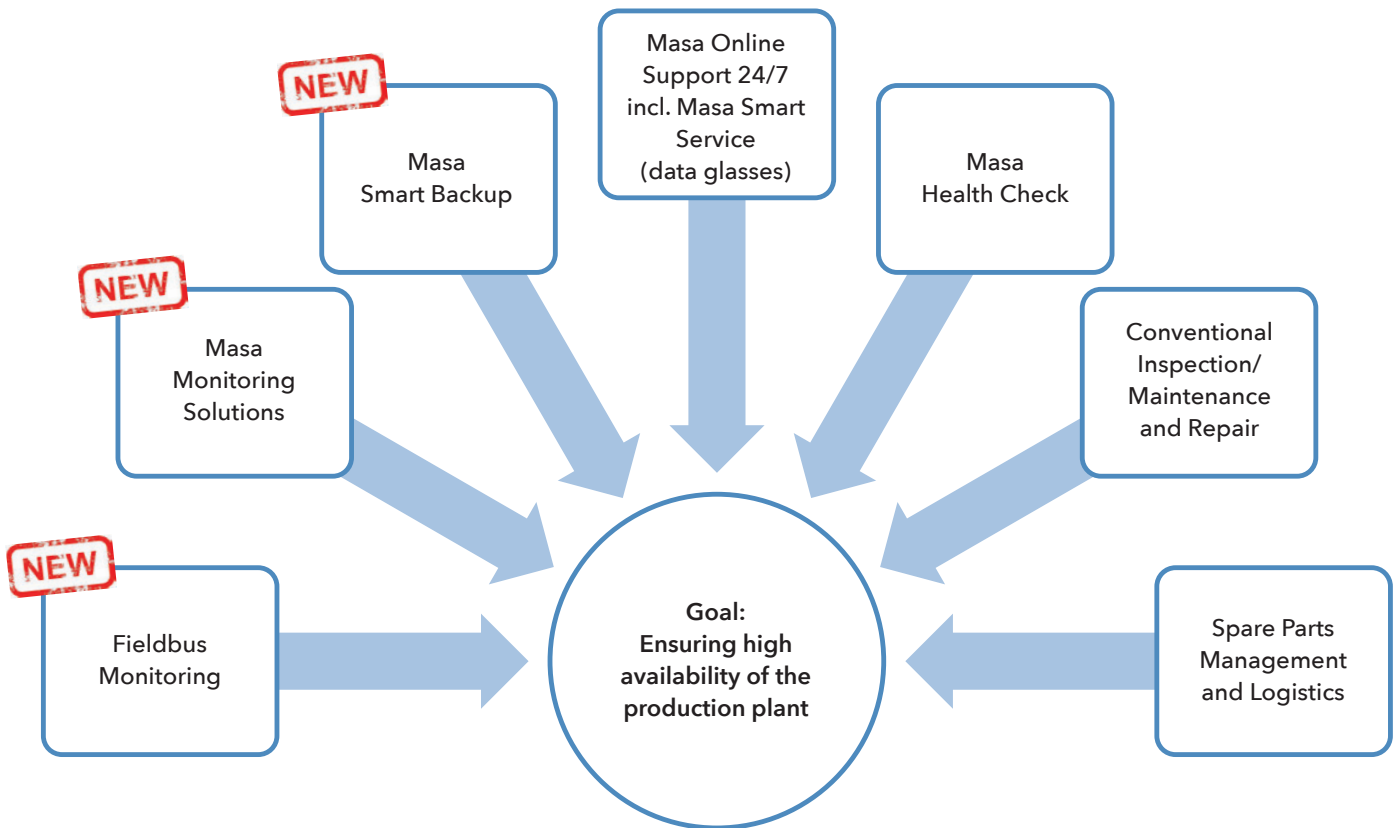 Masa Online
Support 24/7
incl. Masa Smart
Service
(data glasses)
NEW
Masa
Smart Backup
Masa
Health Check
NEW
Masa
Monitoring
Solutions
Conventional
Inspection/
Maintenance
and Repair
NEW
Fieldbus
Monitoring
Goal:
Ensuring high
availability of the
production plant
Spare Parts
Management
and Logistics